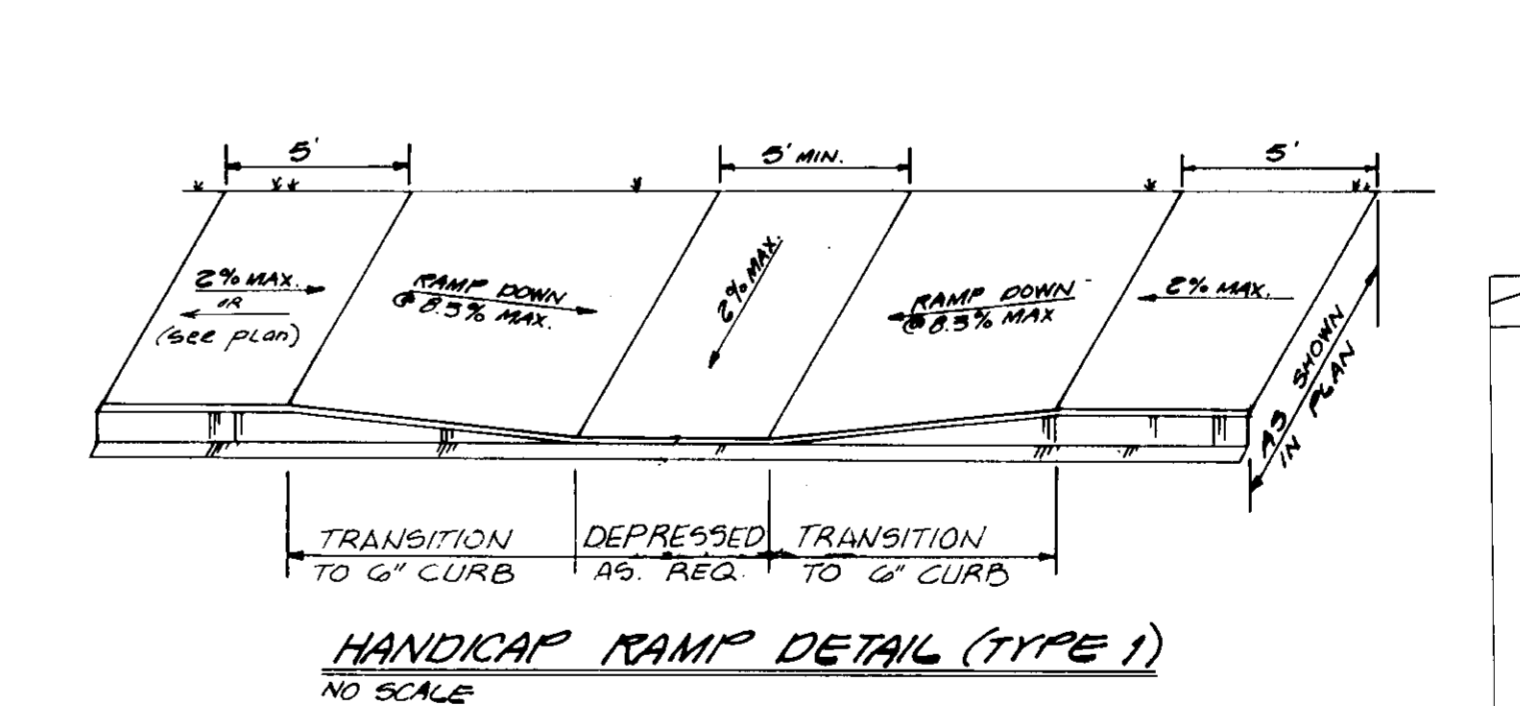 5'
5' MIN.
5'
2% MAX.
OR
(see plan)
RAMP DOWN
@ 8.3% MAX.
2% MAX.
RAMP DOWN
@ 8.3% MAX
2% MAX.
AS SHOWN
IN PLAN
TRANSITION
TO 6" CURB
DEPRESSED
AS. REQ.
TRANSITION
TO 6" CURB
HANDICAP RAMP DETAIL (TYPE 1)
NO SCALE